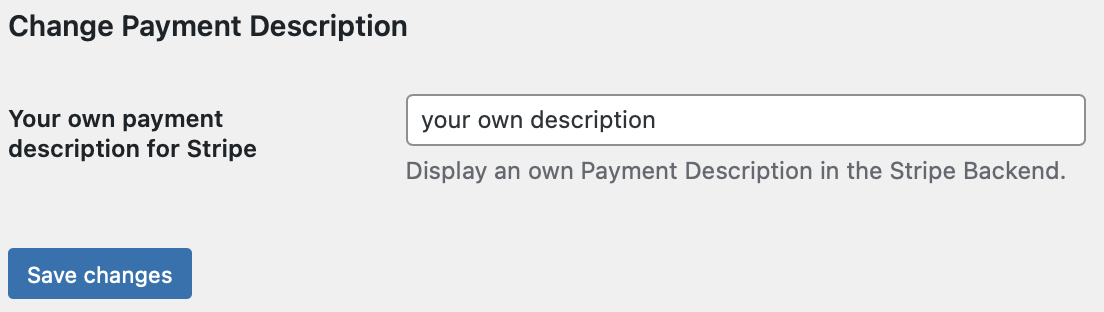 Change Payment Description
Your own payment
description for Stripe
your own description
Display an own Payment Description in the Stripe Backend.
Save changes